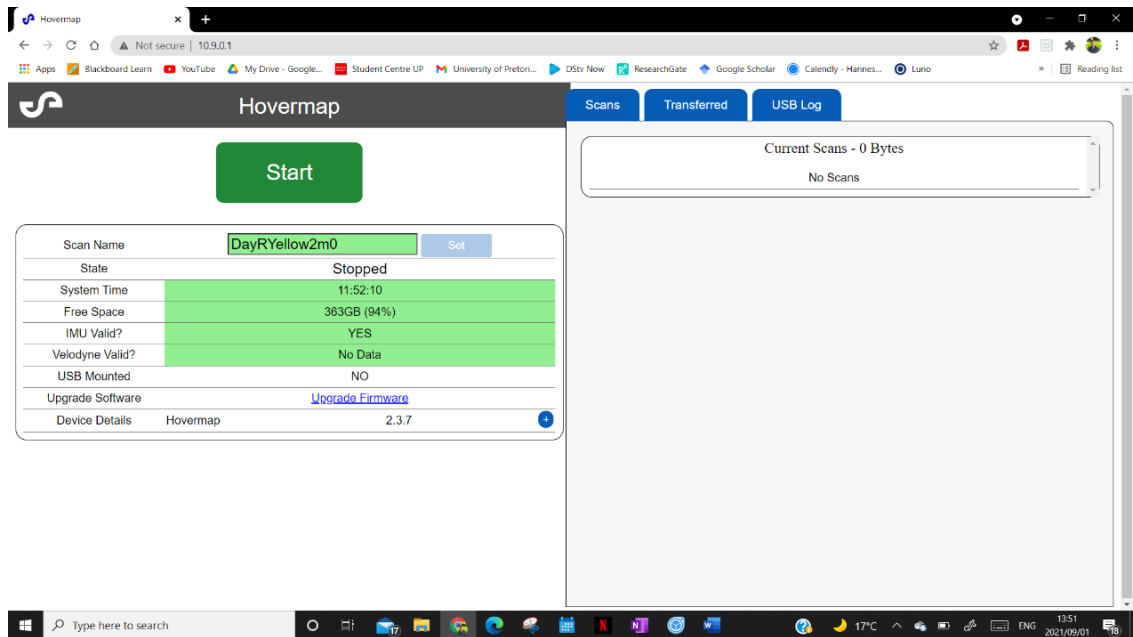 Hovermap
Not secure | 10.9.0.1
Apps Blackboard Learn YouTube My Drive - Google... Student Centre UP University of Pretori... DStv Now ResearchGate Google Scholar Calendly - Hannes... Luno » Reading list
Hovermap
Scans Transferred USB Log
Current Scans - 0 Bytes
No Scans
Start
Scan Name DayRYellow2m0 Set
State Stopped
System Time 11:52:10
Free Space 363GB (94%)
IMU Valid? YES
Velodyne Valid? No Data
USB Mounted NO
Upgrade Software Upgrade Firmware
Device Details Hovermap 2.3.7 +
Type here to search 17 17°C ENG 13:51
2021/09/01 18